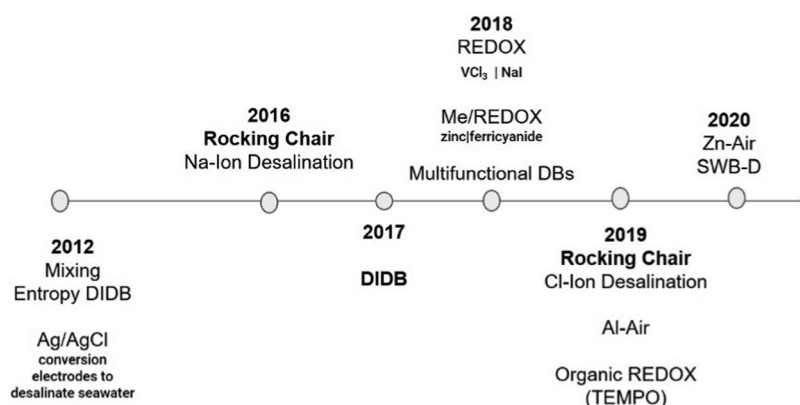 2012
Mixing
Entropy DIDB
Ag/AgCl
conversion
electrodes to
desalinate seawater
2016
Rocking Chair
Na-Ion Desalination
2017
DIDB
2018
REDOX
VCl₃ | NaI
Me/REDOX
zinc|ferricyanide
Multifunctional DBs
2019
Rocking Chair
Cl-Ion Desalination
Al-Air
Organic REDOX
(TEMPO)
2020
Zn-Air
SWB-D